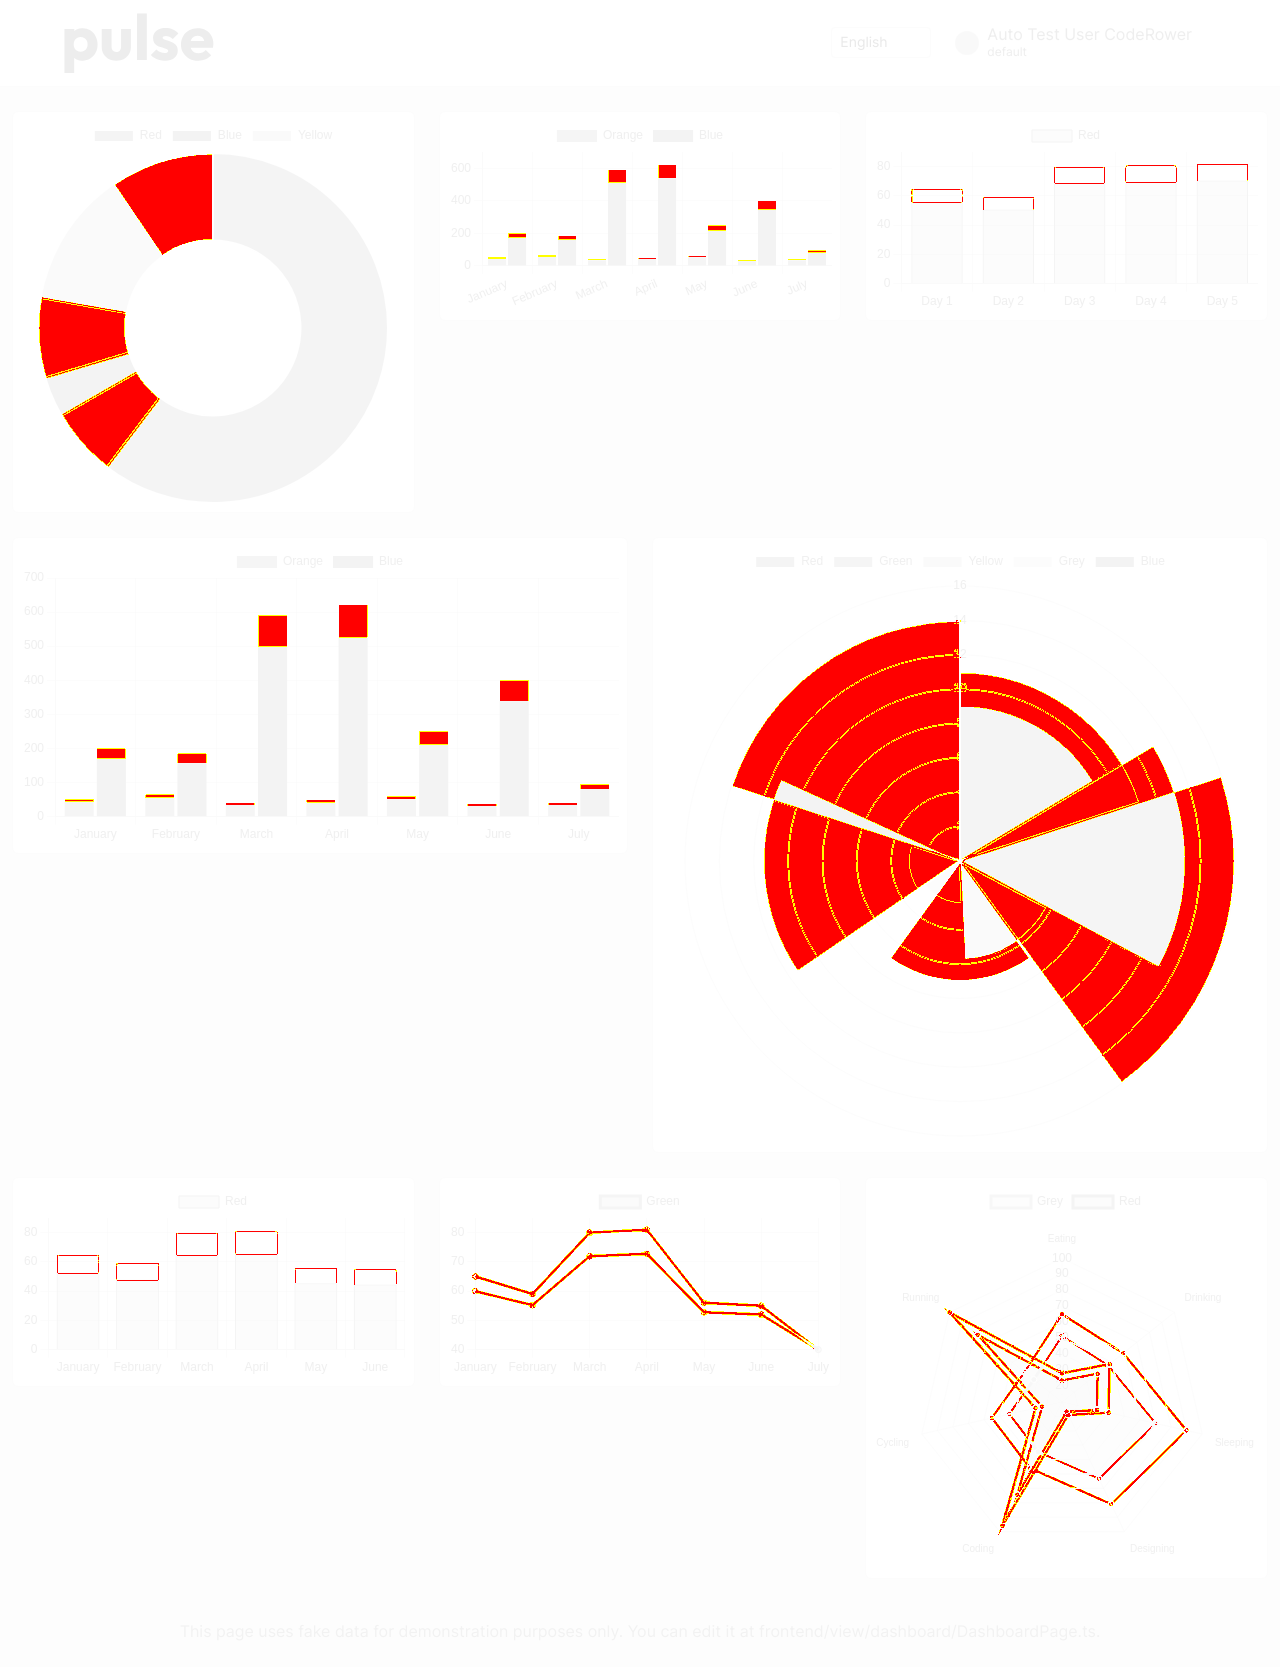 pulse
English
Auto Test User CodeRower
default
Red Blue Yellow
Orange Blue
600
400
200
0
January February March April May June July
Red
80
60
40
20
0
Day 1 Day 2 Day 3 Day 4 Day 5
Orange Blue
700
600
500
400
300
200
100
0
January February March April May June July
Red Green Yellow Grey Blue
16
Red
80
60
40
20
0
January February March April May June
Green
80
70
60
50
40
January February March April May June July
Grey Red
Eating
100
90
80
70
Running Drinking
Cycling Sleeping
Coding Designing
This page uses fake data for demonstration purposes only. You can edit it at frontend/view/dashboard/DashboardPage.ts.